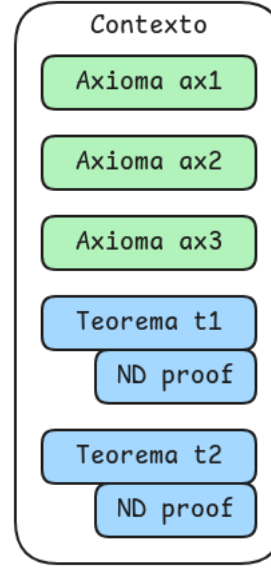 Contexto
Axioma ax1
Axioma ax2
Axioma ax3
Teorema t1
ND proof
Teorema t2
ND proof